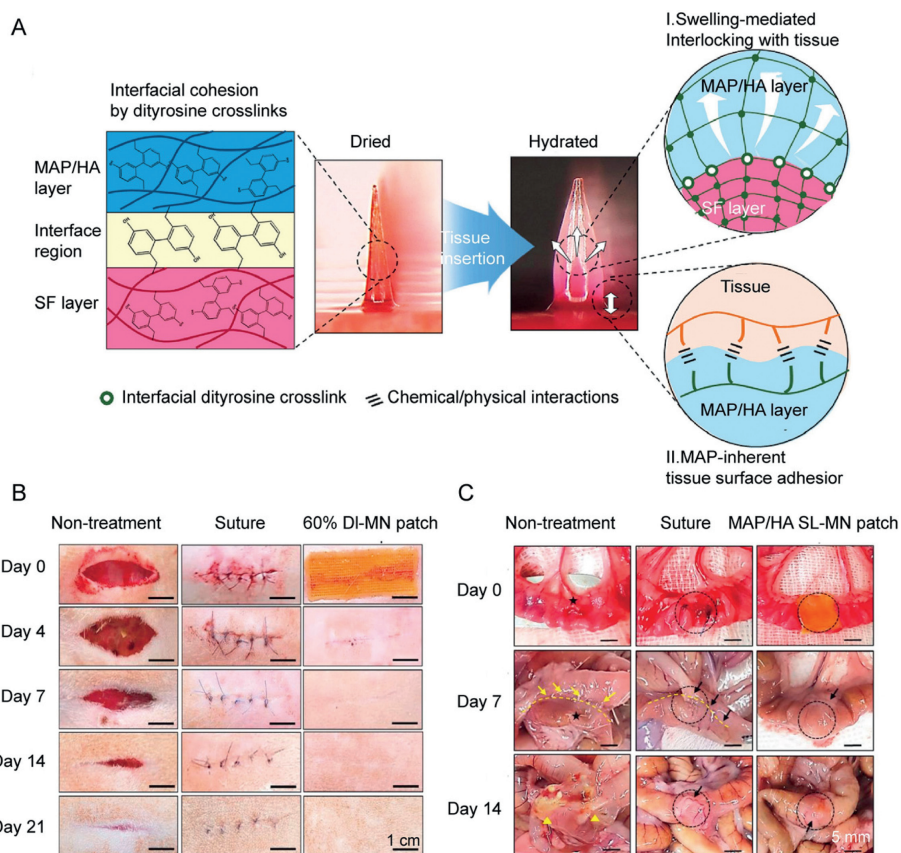 A
I.Swelling-mediated
Interlocking with tissue
Interfacial cohesion
by dityrosine crosslinks
Dried
Hydrated
MAP/HA layer
MAP/HA
layer
Interface
region
SF layer
SF layer
Tissue
insertion
Tissue
MAP/HA layer
Interfacial dityrosine crosslink
Chemical/physical interactions
II.MAP-inherent
tissue surface adhesior
B
Non-treatment
Suture
60% DI-MN patch
Day 0
Day 4
Day 7
Day 14
Day 21
1 cm
C
Non-treatment
Suture
MAP/HA SL-MN patch
Day 0
Day 7
Day 14
5 mm